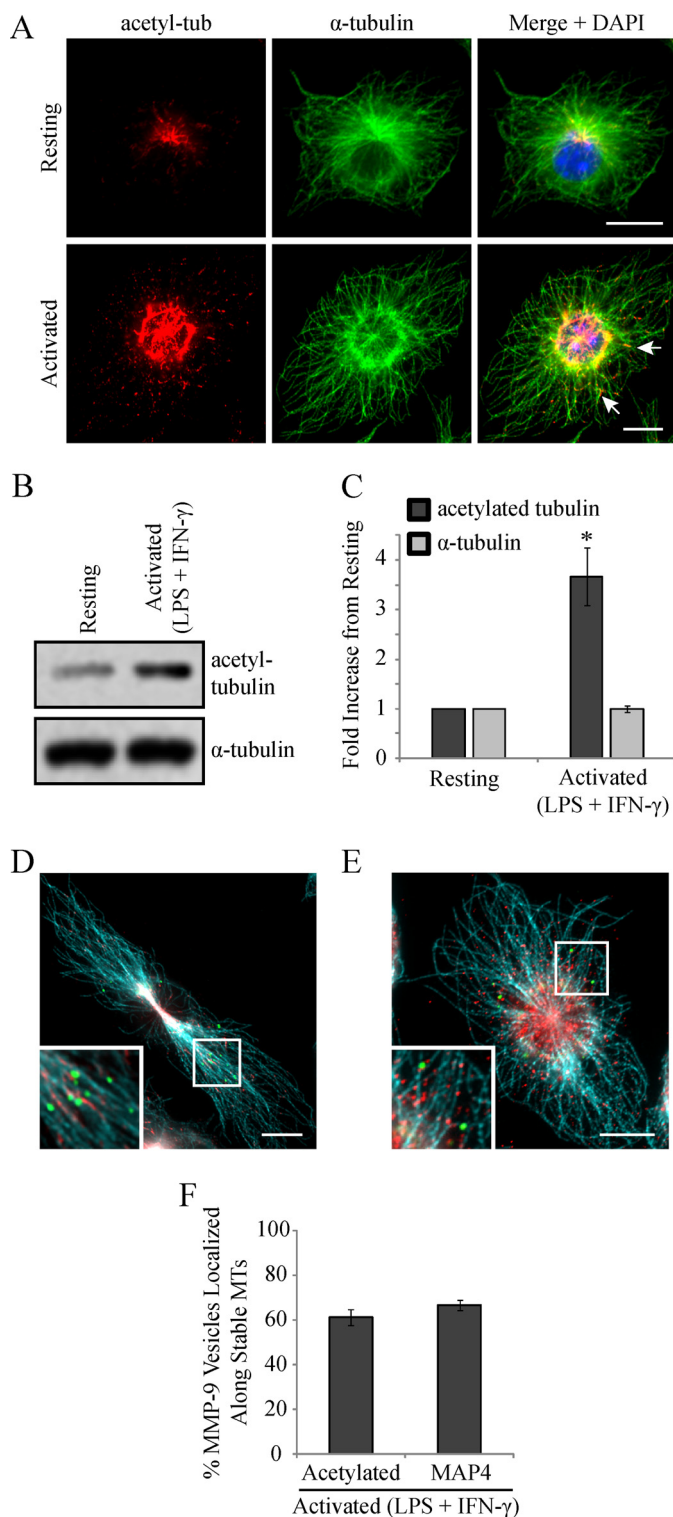 A
acetyl-tub
α-tubulin
Merge + DAPI
Resting
Activated
B
Resting
Activated
(LPS + IFN-γ)
acetyl-
tubulin
α-tubulin
C
acetylated tubulin
α-tubulin
Fold Increase from Resting
4
3
2
1
0
*
Resting
Activated
(LPS + IFN-γ)
D
E
F
% MMP-9 Vesicles Localized
Along Stable MTs
100
80
60
40
20
0
Acetylated
MAP4
Activated (LPS + IFN-γ)